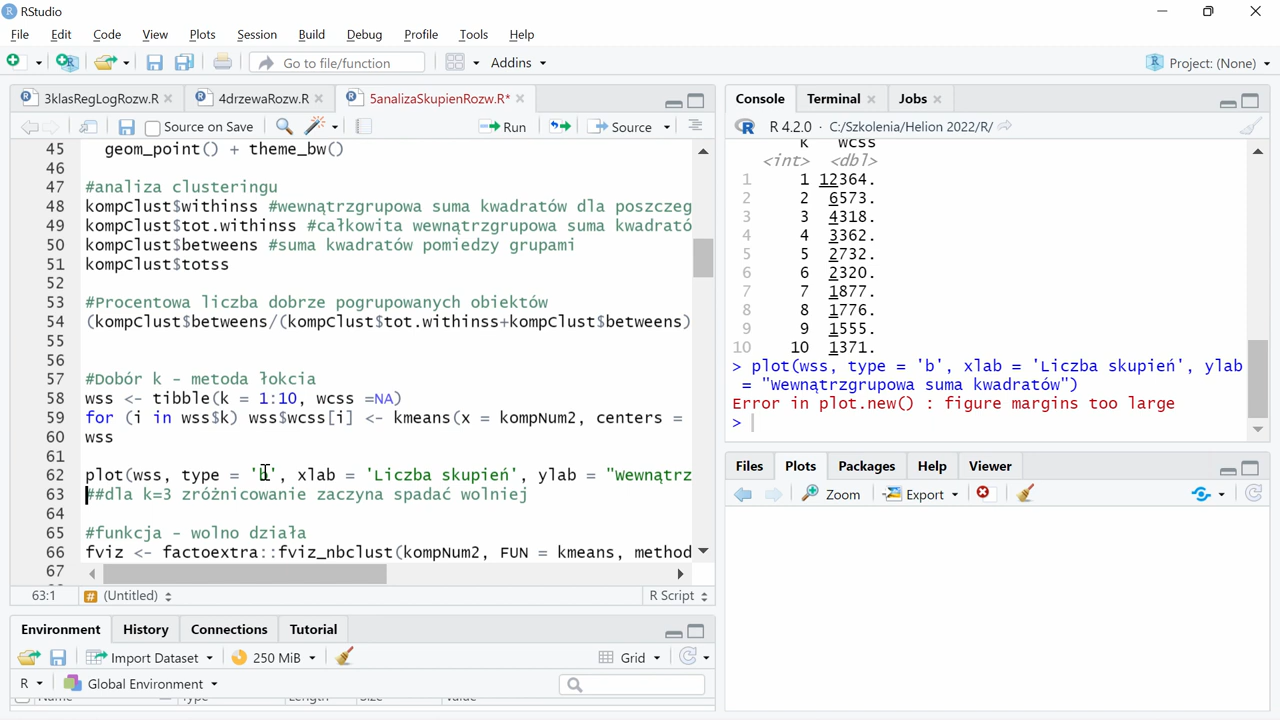 RStudio
File Edit Code View Plots Session Build Debug Profile Tools Help
Go to file/function Addins Project: (None)
3klasRegLogRozw.R 4drzewaRozw.R 5analizaSkupienRozw.R*
Source on Save Run Source
45 geom_point() + theme_bw()
46
47 #analiza clusteringu
48 kompClust$withinss #wewnątrzgrupowa suma kwadratów dla poszczeg
49 kompClust$tot.withinss #całkowita wewnątrzgrupowa suma kwadrató
50 kompClust$betweens #suma kwadratów pomiedzy grupami
51 kompClust$totss
52
53 #Procentowa liczba dobrze pogrupowanych obiektów
54 (kompClust$betweens/(kompClust$tot.withinss+kompClust$betweens)
55
56
57 #Dobór k - metoda łokcia
58 wss <- tibble(k = 1:10, wcss =NA)
59 for (i in wss$k) wss$wcss[i] <- kmeans(x = kompNum2, centers =
60 wss
61
62 plot(wss, type = 'b', xlab = 'Liczba skupień', ylab = "Wewnątrz
63 ##dla k=3 zróżnicowanie zaczyna spadać wolniej
64
65 #funkcja - wolno działa
66 fviz <- factoextra::fviz_nbclust(kompNum2, FUN = kmeans, method
67
63:1 (Untitled) R Script
Environment History Connections Tutorial
Import Dataset 250 MiB Grid
R Global Environment
Name Type Length Size Value
Console Terminal Jobs
R 4.2.0 · C:/Szkolenia/Helion 2022/R/
k wcss
<int> <dbl>
1 1 12364.
2 2 6573.
3 3 4318.
4 4 3362.
5 5 2732.
6 6 2320.
7 7 1877.
8 8 1776.
9 9 1555.
10 10 1371.
> plot(wss, type = 'b', xlab = 'Liczba skupień', ylab
= "Wewnątrzgrupowa suma kwadratów")
Error in plot.new() : figure margins too large
>
Files Plots Packages Help Viewer
Zoom Export